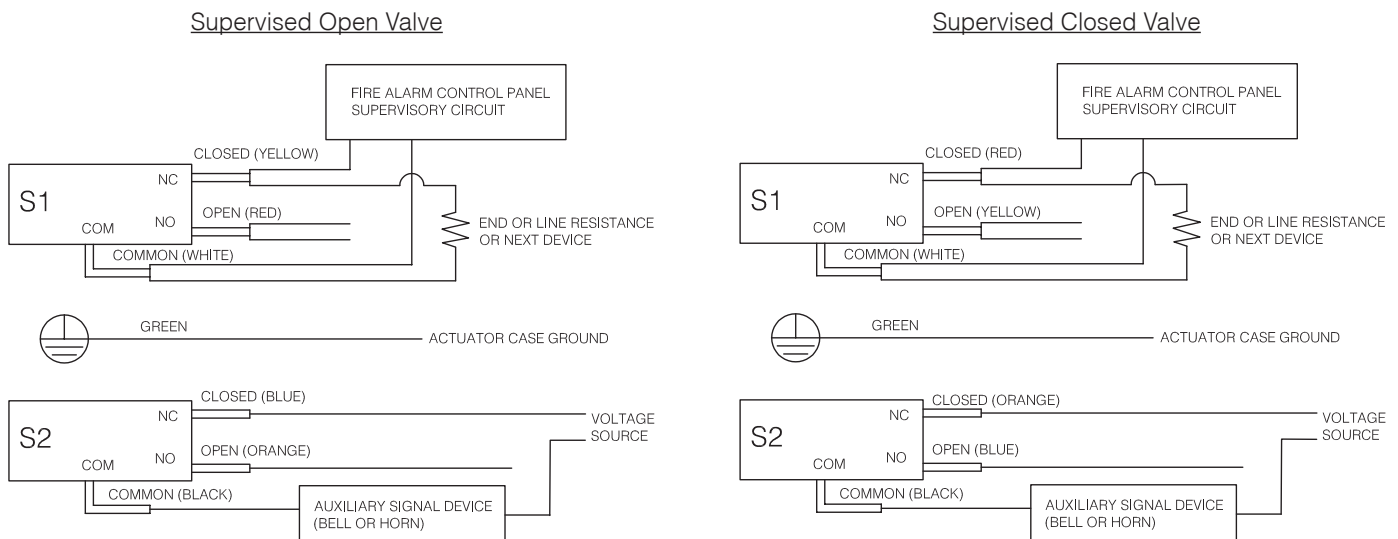 Supervised Open Valve
FIRE ALARM CONTROL PANEL
SUPERVISORY CIRCUIT
CLOSED (YELLOW)
S1
NC
NO
COM
OPEN (RED)
COMMON (WHITE)
END OR LINE RESISTANCE
OR NEXT DEVICE
GREEN
ACTUATOR CASE GROUND
CLOSED (BLUE)
S2
NC
NO
COM
OPEN (ORANGE)
COMMON (BLACK)
VOLTAGE
SOURCE
AUXILIARY SIGNAL DEVICE
(BELL OR HORN)
Supervised Closed Valve
FIRE ALARM CONTROL PANEL
SUPERVISORY CIRCUIT
CLOSED (RED)
S1
NC
NO
COM
OPEN (YELLOW)
COMMON (WHITE)
END OR LINE RESISTANCE
OR NEXT DEVICE
GREEN
ACTUATOR CASE GROUND
CLOSED (ORANGE)
S2
NC
NO
COM
OPEN (BLUE)
COMMON (BLACK)
VOLTAGE
SOURCE
AUXILIARY SIGNAL DEVICE
(BELL OR HORN)